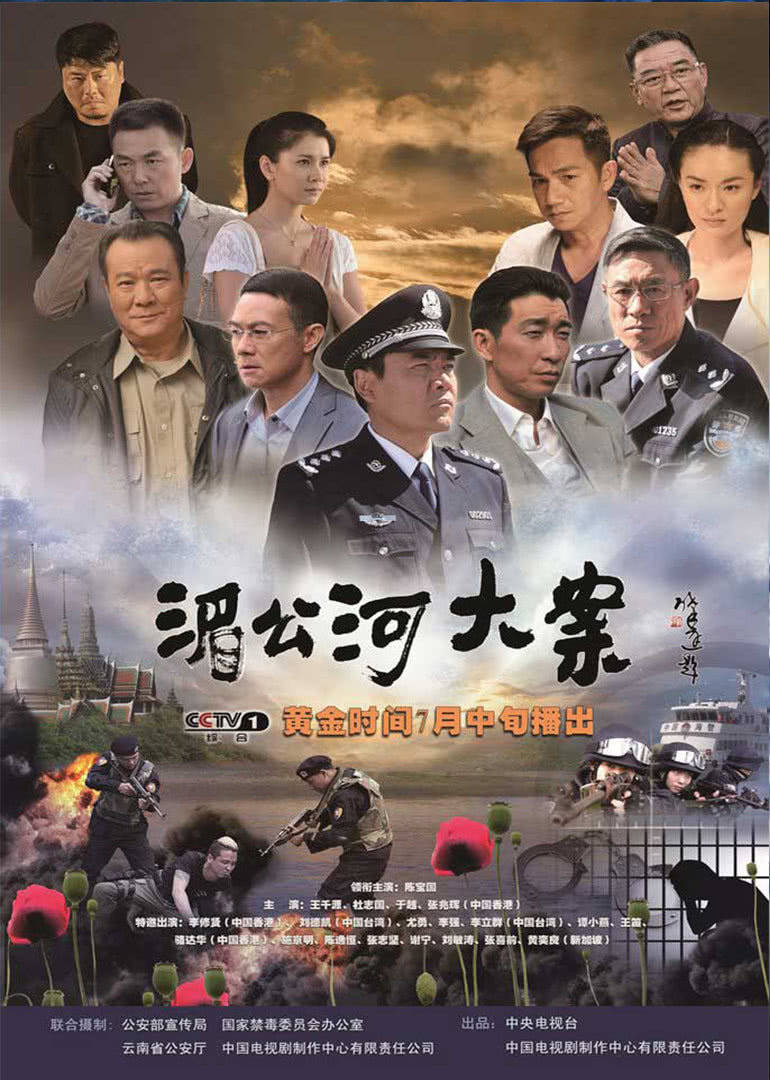 湄公河大案
CCTV 1
综合
黄金时间7月中旬播出
领衔主演：陈宝国
主　演：王千源、杜志国、于越、张兆辉（中国香港）
特邀出演：李修贤（中国香港）、刘德凯（中国台湾）、尤勇、李强、李立群（中国台湾）、谭小燕、王笛、
骆达华（中国香港）、施京明、陈逸恒、张志坚、谢宁、刘敏涛、张喜前、黄奕良（新加坡）
联合摄制：公安部宣传局　国家禁毒委员会办公室
云南省公安厅　中国电视剧制作中心有限责任公司
出品：中央电视台
中国电视剧制作中心有限责任公司
002901